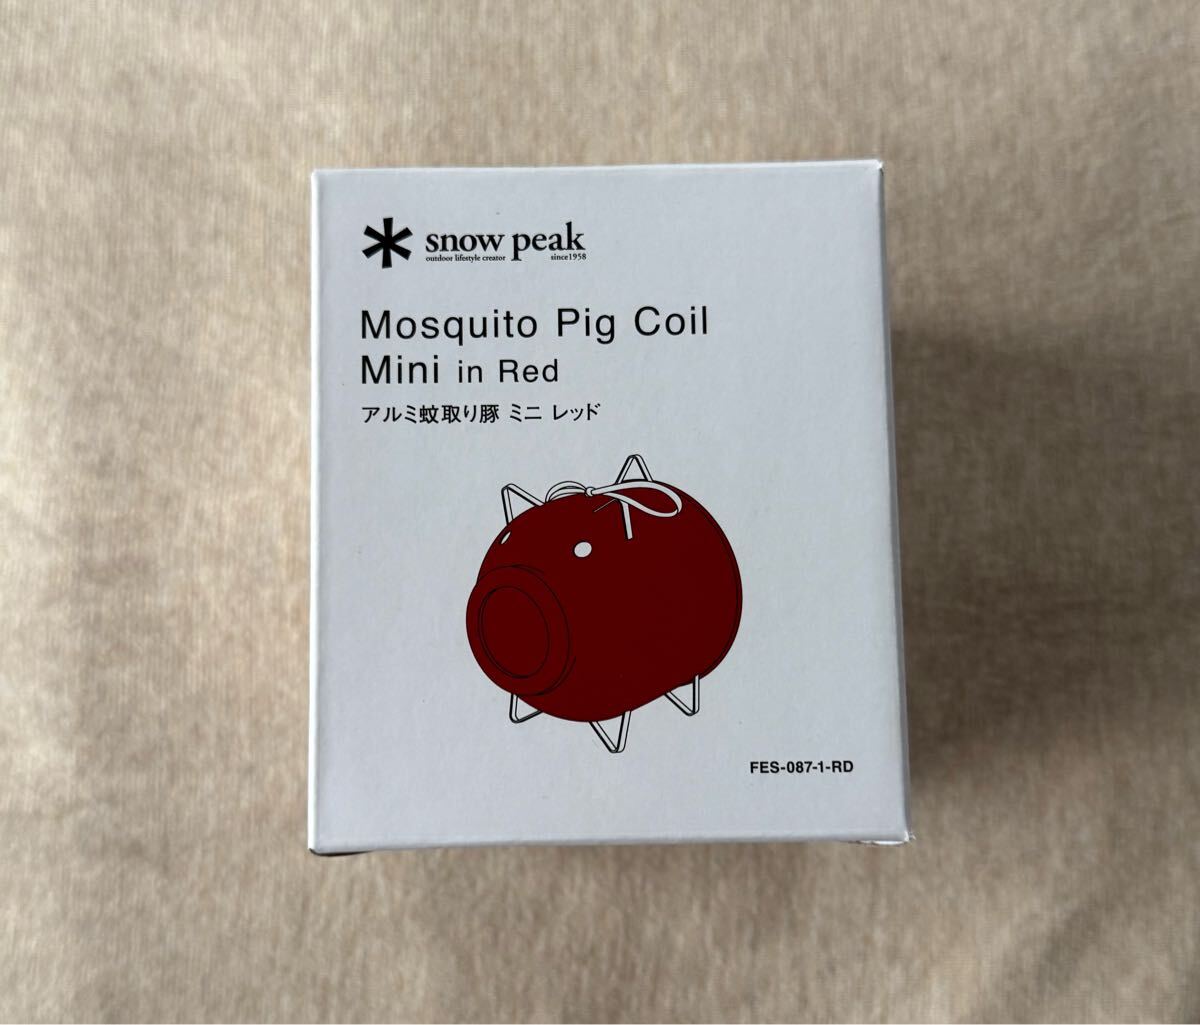 snow peak
outdoor lifestyle creator since1958
Mosquito Pig Coil
Mini in Red
アルミ蚊取り豚 ミニ レッド
FES-087-1-RD